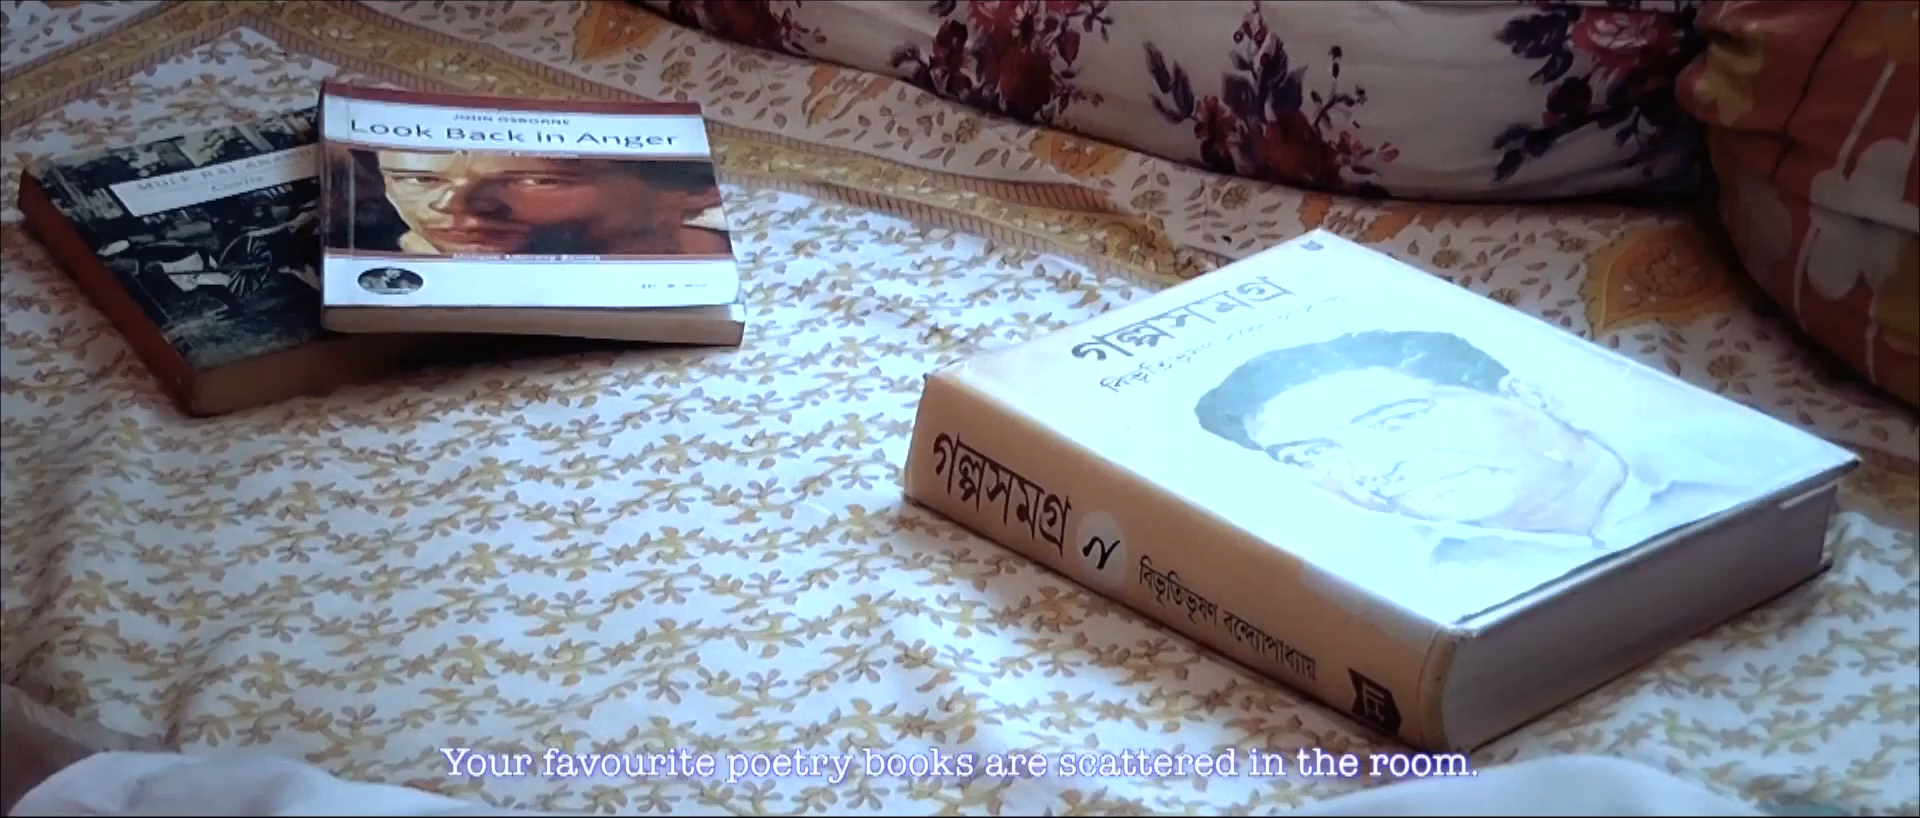 MULK RAJ ANAND
Coolie
JOHN OSBORNE
Look Back in Anger
গল্পসমগ্র
গল্পসমগ্র
বিভূতিভূষণ বন্দ্যোপাধ্যায়
Your favourite poetry books are scattered in the room.